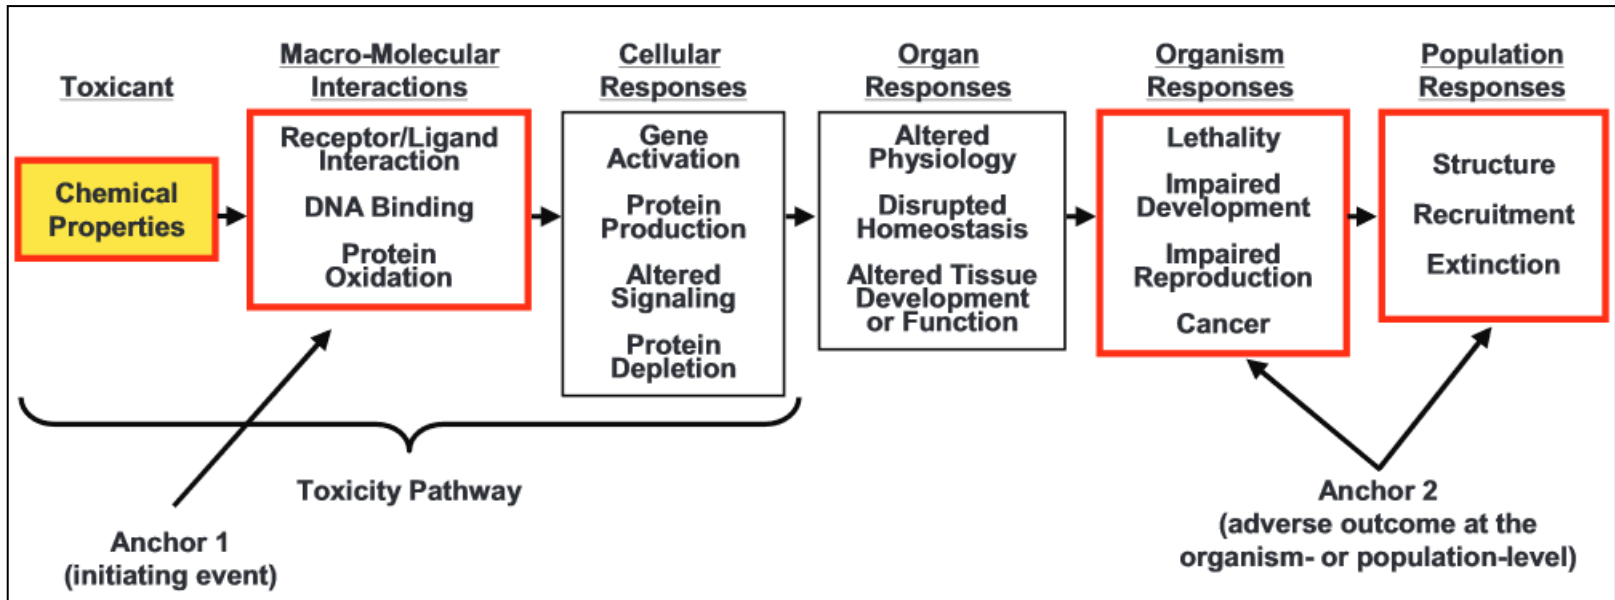 Toxicant
Macro-Molecular
Interactions
Cellular
Responses
Organ
Responses
Organism
Responses
Population
Responses
Chemical
Properties
Receptor/Ligand
Interaction
DNA Binding
Protein
Oxidation
Gene
Activation
Protein
Production
Altered
Signaling
Protein
Depletion
Altered
Physiology
Disrupted
Homeostasis
Altered Tissue
Development
or Function
Lethality
Impaired
Development
Impaired
Reproduction
Cancer
Structure
Recruitment
Extinction
Toxicity Pathway
Anchor 1
(initiating event)
Anchor 2
(adverse outcome at the
organism- or population-level)